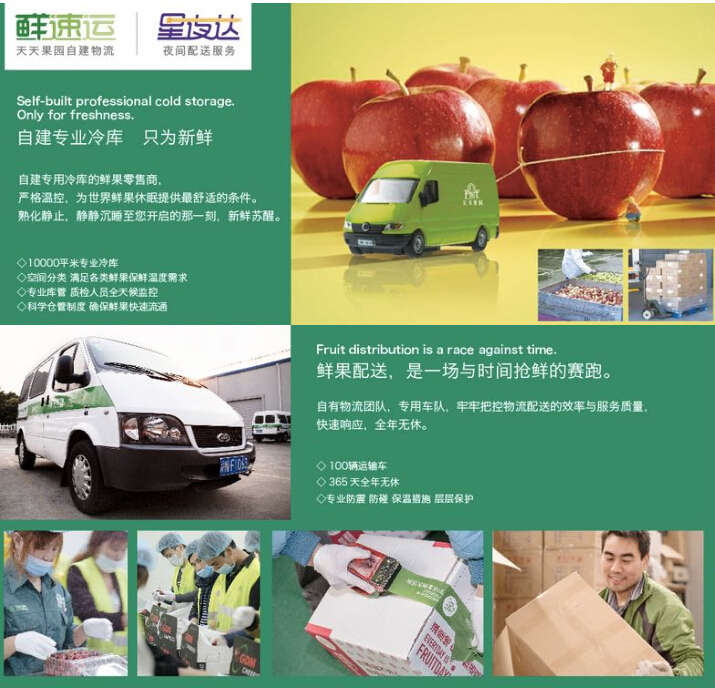 鲜速运
天天果园自建物流
星夜达
夜间配送服务
Self-built professional cold storage.
Only for freshness.
自建专业冷库 只为新鲜
自建专用冷库的鲜果零售商，
严格温控，为世界鲜果休眠提供最舒适的条件。
熟化静止，静静沉睡至您开启的那一刻，新鲜苏醒。
◇10000平米专业冷库
◇空间分类 满足各类鲜果保鲜温度需求
◇专业库管 质检人员全天候监控
◇科学仓管制度 确保鲜果快速流通
天天果园
Fruit distribution is a race against time.
鲜果配送，是一场与时间抢鲜的赛跑。
自有物流团队，专用车队，牢牢把控物流配送的效率与服务质量，
快速响应，全年无休。
◇ 100辆运输车
◇ 365 天全年无休
◇专业防震 防碰 保温措施 层层保护
GDM
GDM
EVERYDAY
FRUITDAY